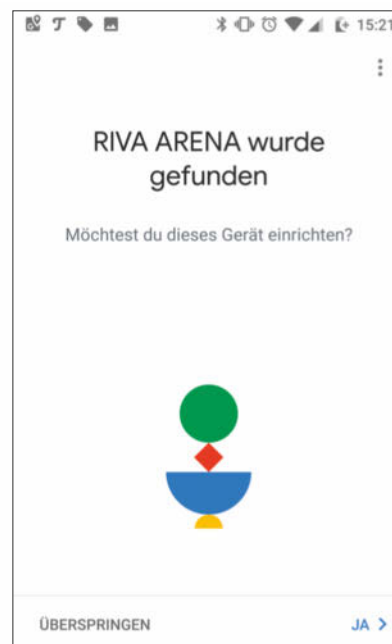 15:21
RIVA ARENA wurde
gefunden
Möchtest du dieses Gerät einrichten?
ÜBERSPRINGEN
JA